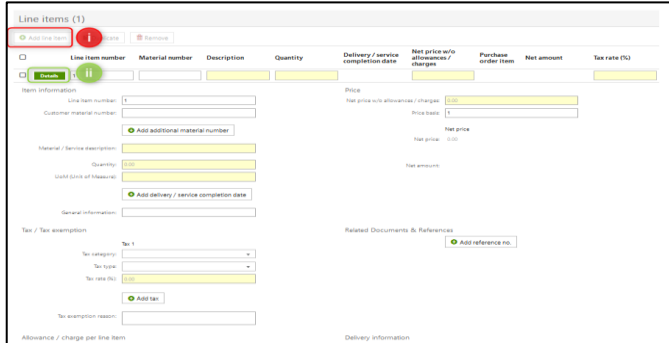 Line items (1)
Add line item i icate Remove
Line item number Material number Description Quantity Delivery / service completion date Net price w/o allowances / charges Purchase order item Net amount Tax rate (%)
Details ii 1
Item information Price
Line item number: 1 Net price w/o allowances / charges: 0.00
Customer material number: Price basis: 1
Add additional material number Net price
Net price: 0.00
Material / Service description:
Quantity: 0.00 Net amount:
UoM (Unit of Measure):
Add delivery / service completion date
General information:
Tax / Tax exemption Related Documents & References
Tax 1 Add reference no.
Tax category:
Tax type:
Tax rate (%): 0.00
Add tax
Tax exemption reason:
Allowance / charge per line item Delivery information